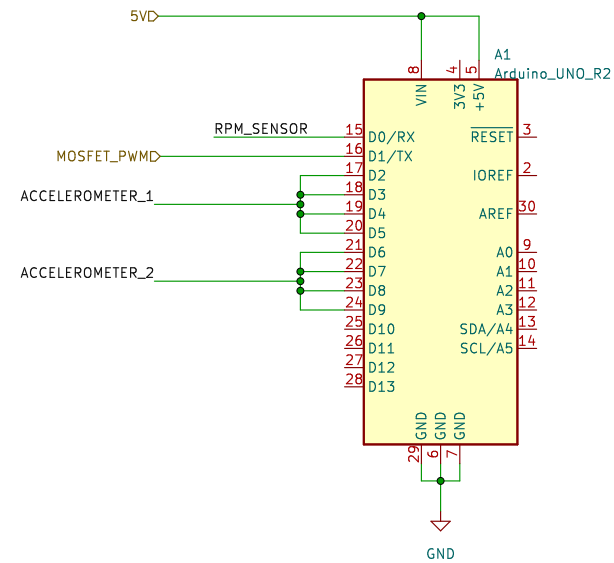 5V
A1
Arduino_UNO_R2
8
4
5
VIN
3V3
+5V
RPM_SENSOR
15
D0/RX
RESET
3
MOSFET_PWM
16
D1/TX
17
D2
IOREF
2
ACCELEROMETER_1
18
D3
19
D4
AREF
30
20
D5
21
D6
A0
9
ACCELEROMETER_2
22
D7
A1
10
23
D8
A2
11
24
D9
A3
12
25
D10
SDA/A4
13
26
D11
SCL/A5
14
27
D12
28
D13
GND
GND
GND
29
6
7
GND